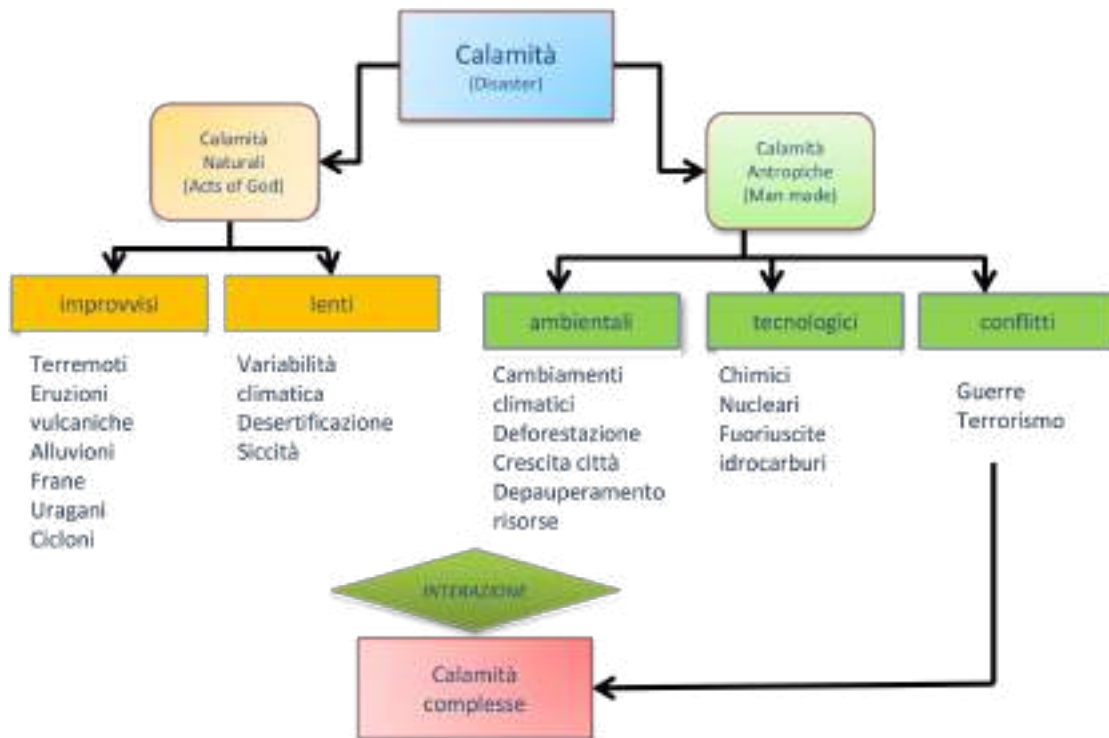 Calamità
(Disaster)
Calamità
Naturali
(Acts of God)
Calamità
Antropiche
(Man made)
improvvisi
lenti
ambientali
tecnologici
conflitti
Terremoti
Eruzioni
vulcaniche
Alluvioni
Frane
Uragani
Cicloni
Variabilità
climatica
Desertificazione
Siccità
Cambiamenti
climatici
Deforestazione
Crescita città
Depauperamento
risorse
Chimici
Nucleari
Fuoriuscite
idrocarburi
Guerre
Terrorismo
INTERAZIONE
Calamità
complesse